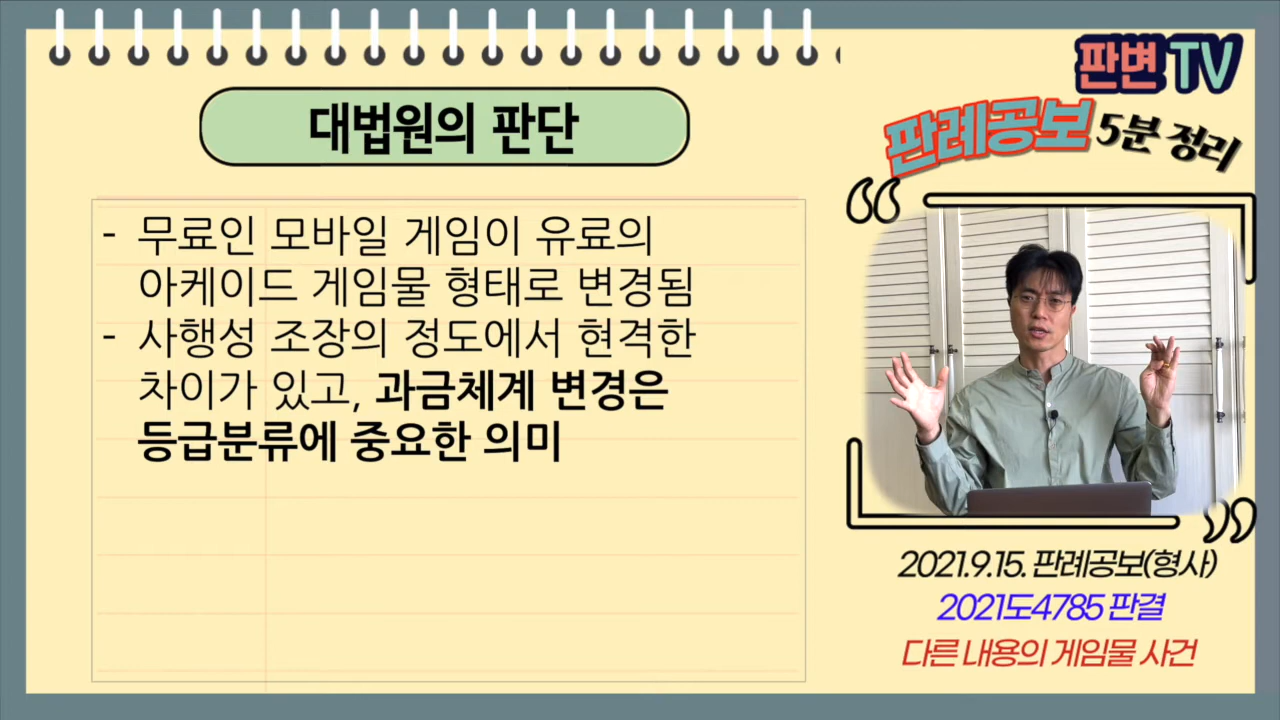 판변 TV
판례공보 5분 정리
대법원의 판단
- 무료인 모바일 게임이 유료의
아케이드 게임물 형태로 변경됨
- 사행성 조장의 정도에서 현격한
차이가 있고, 과금체계 변경은
등급분류에 중요한 의미
2021.9.15. 판례공보(형사)
2021도4785 판결
다른 내용의 게임물 사건